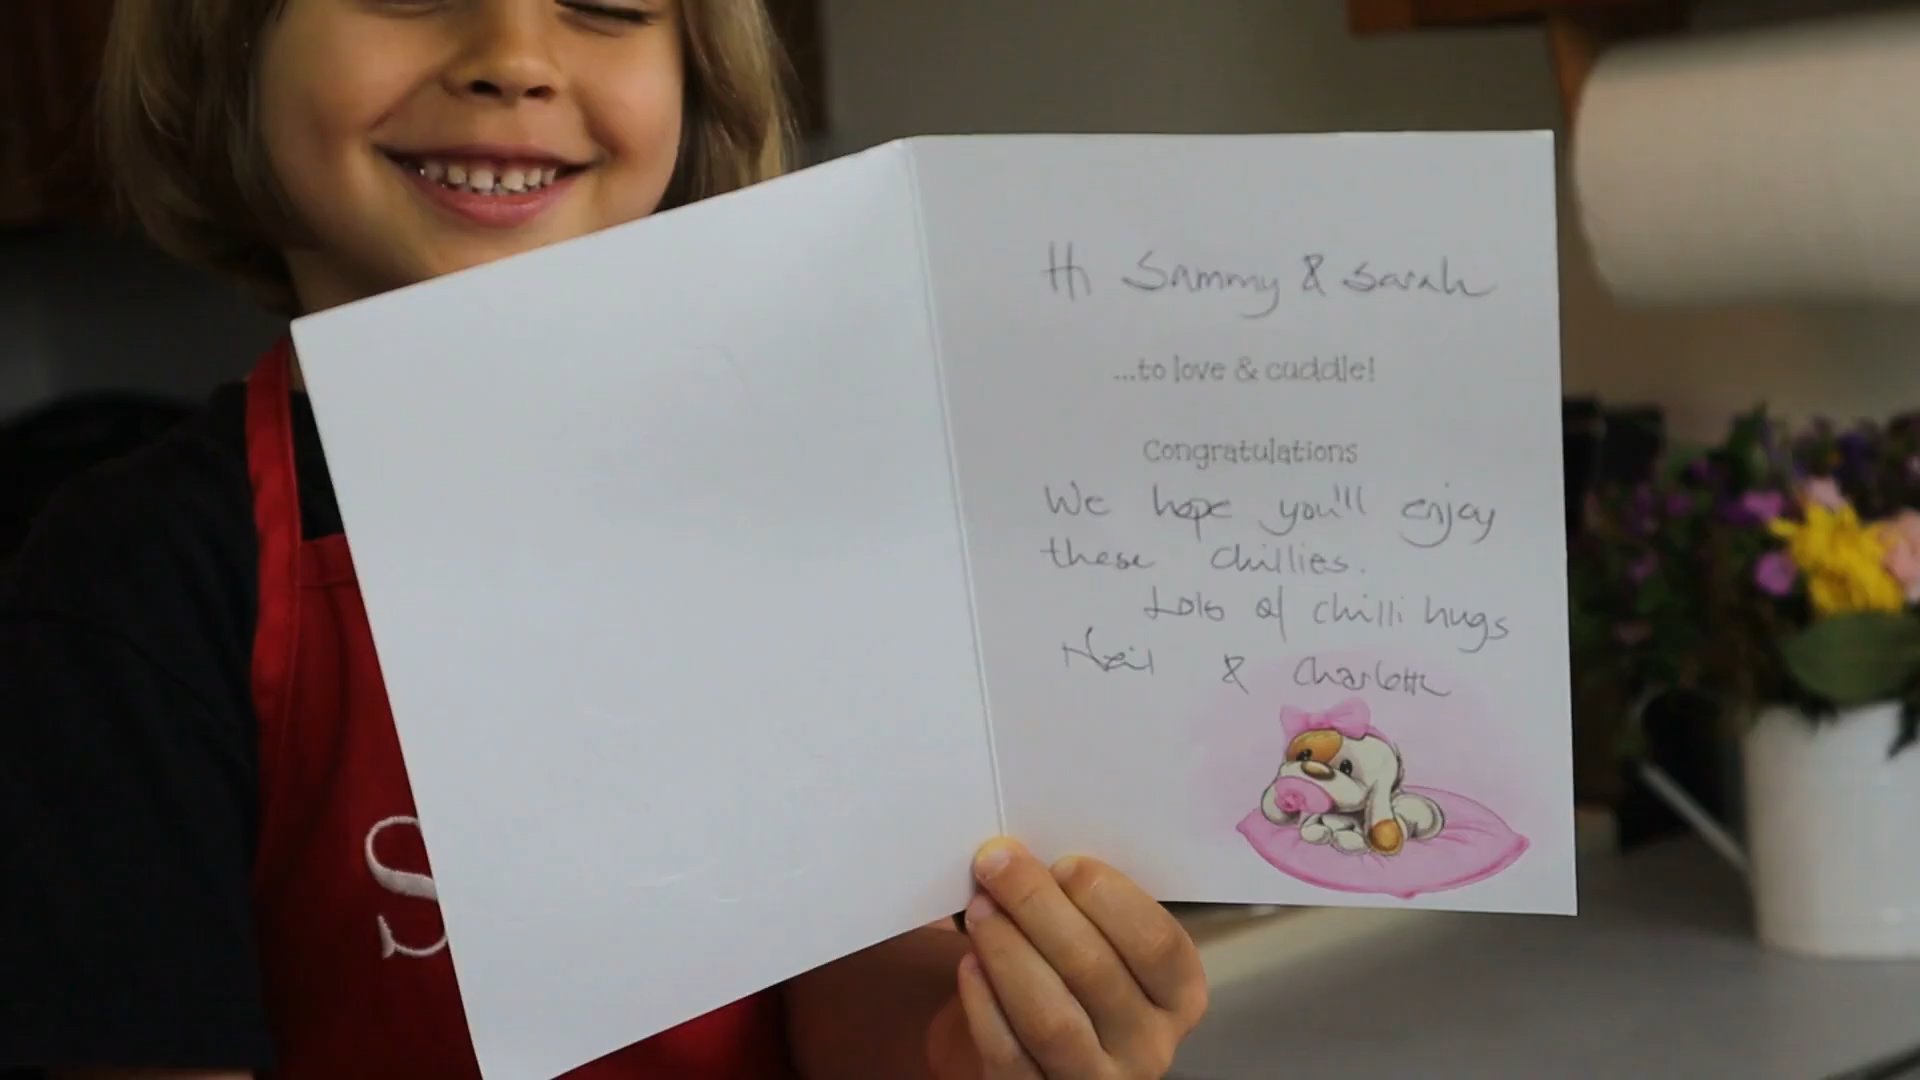 Hi Sammy & Sarah
...to love & cuddle!
Congratulations
We hope you'll enjoy
these chillies.
Lots of chilli hugs
Neil & Charlotte
S